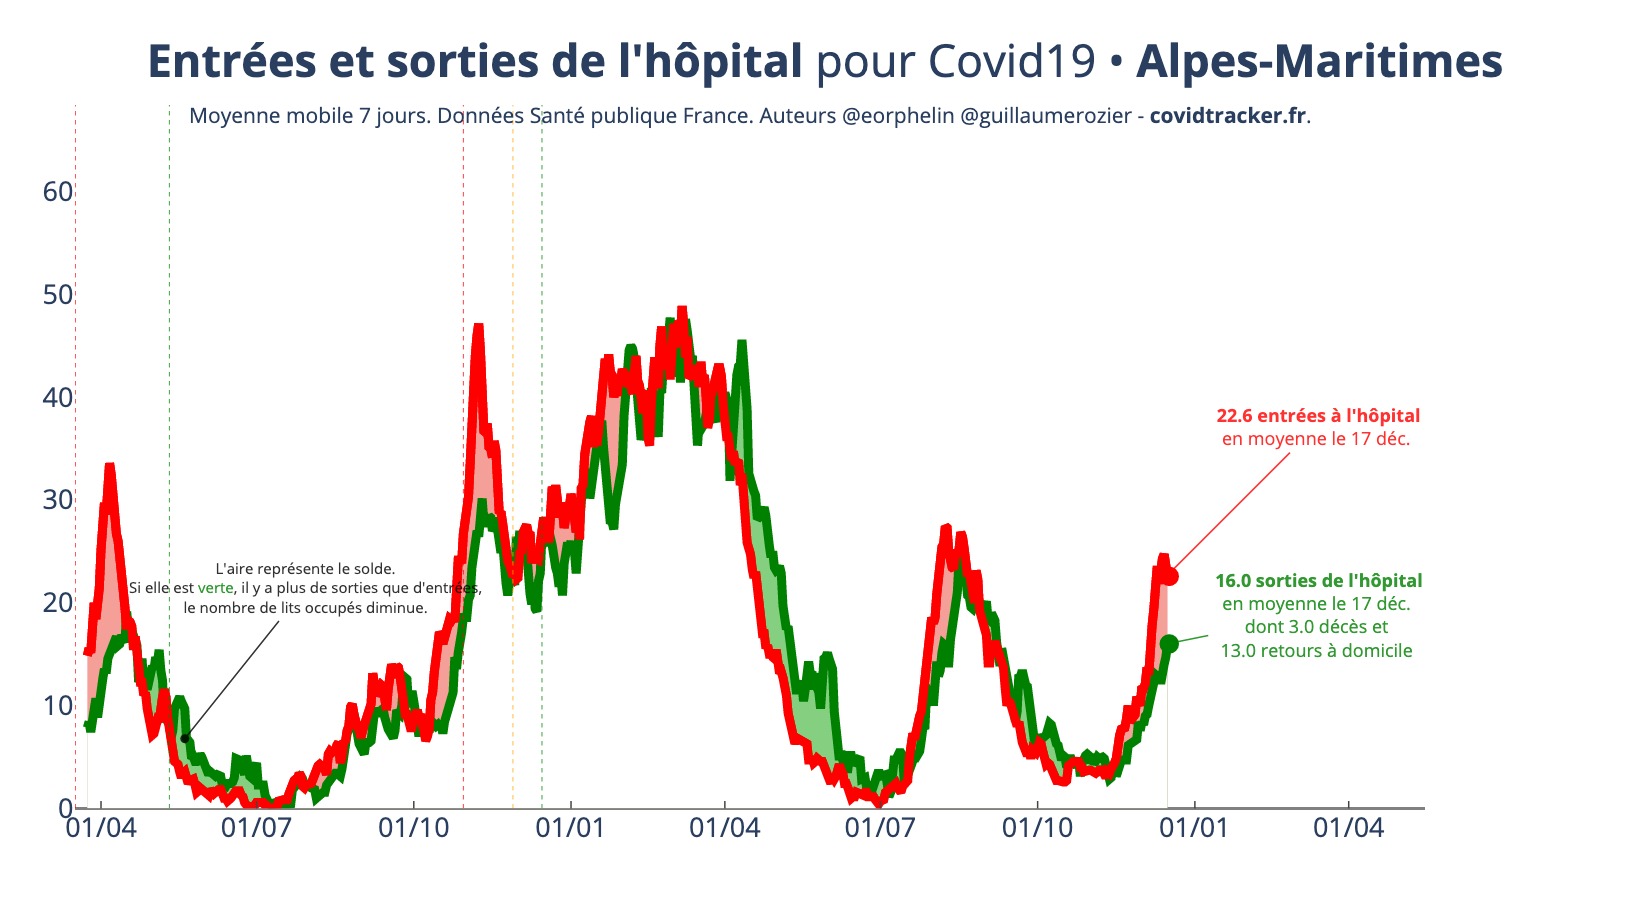 Entrées et sorties de l'hôpital pour Covid19 • Alpes-Maritimes
Moyenne mobile 7 jours. Données Santé publique France. Auteurs @eorphelin @guillaumerozier - covidtracker.fr.
60
50
40
30
20
10
0
22.6 entrées à l'hôpital
en moyenne le 17 déc.
L'aire représente le solde.
Si elle est verte, il y a plus de sorties que d'entrées,
le nombre de lits occupés diminue.
16.0 sorties de l'hôpital
en moyenne le 17 déc.
dont 3.0 décès et
13.0 retours à domicile
01/04 01/07 01/10 01/01 01/04 01/07 01/10 01/01 01/04